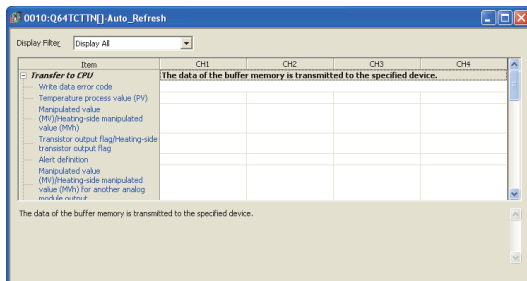 0010:Q64TCTTN[]-Auto_Refresh
Display Filter Display All
Item CH1 CH2 CH3 CH4
Transfer to CPU The data of the buffer memory is transmitted to the specified device.
Write data error code
Temperature process value (PV)
Manipulated value
(MV)/Heating-side manipulated
value (MVh)
Transistor output flag/Heating-side
transistor output flag
Alert definition
Manipulated value
(MV)/Heating-side manipulated
value (MVh) for another analog
module output
The data of the buffer memory is transmitted to the specified device.